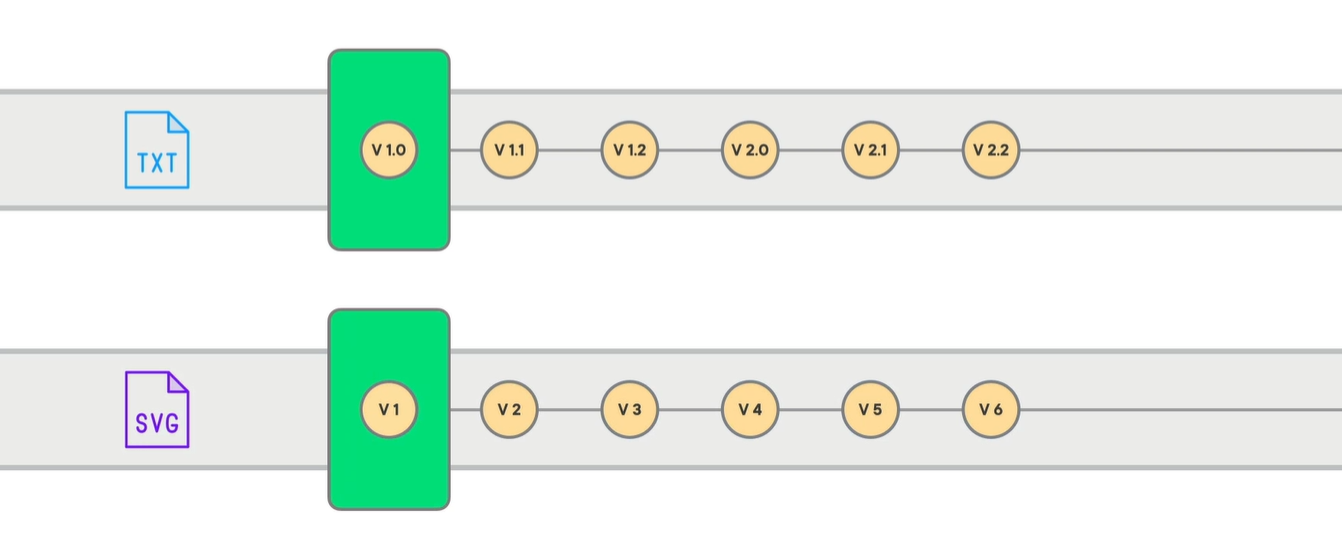 TXT
V 1.0
V 1.1
V 1.2
V 2.0
V 2.1
V 2.2
SVG
V 1
V 2
V 3
V 4
V 5
V 6